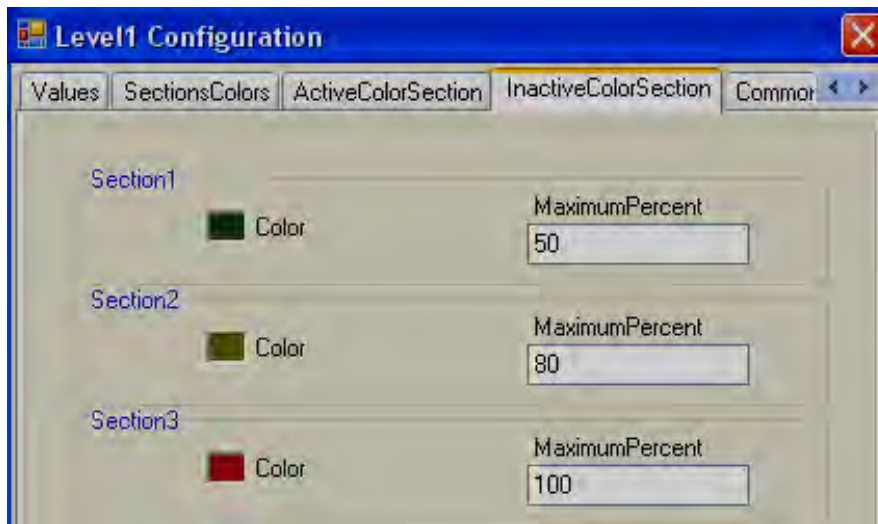 Level1 Configuration
Values SectionsColors ActiveColorSection InactiveColorSection Common
Section1
Color
MaximumPercent
50
Section2
Color
MaximumPercent
80
Section3
Color
MaximumPercent
100